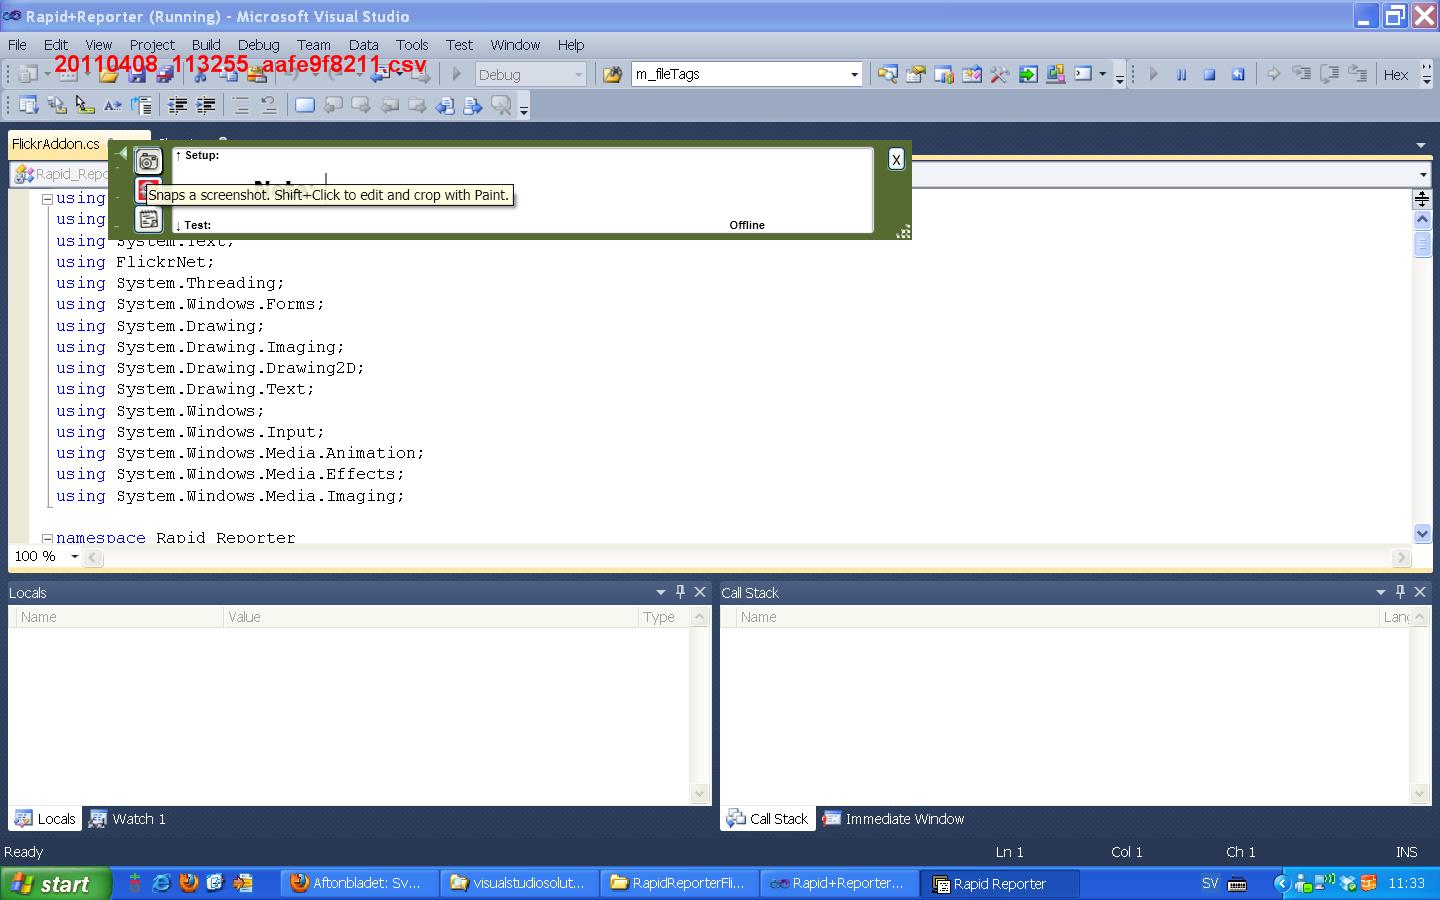 Rapid+Reporter (Running) - Microsoft Visual Studio
File Edit View Project Build Debug Team Data Tools Test Window Help
20110408_113255_aafe9f8211.csv
Debug m_fileTags Hex
FlickrAddon.cs
↑ Setup:
X
Rapid_Repo
Snaps a screenshot. Shift+Click to edit and crop with Paint.
↓ Test: Offline
using
using
using System.Text;
using FlickrNet;
using System.Threading;
using System.Windows.Forms;
using System.Drawing;
using System.Drawing.Imaging;
using System.Drawing.Drawing2D;
using System.Drawing.Text;
using System.Windows;
using System.Windows.Input;
using System.Windows.Media.Animation;
using System.Windows.Media.Effects;
using System.Windows.Media.Imaging;
namespace Rapid_Reporter
100 %
Locals
Name Value Type
Call Stack
Name Lang
Locals Watch 1
Call Stack Immediate Window
Ready Ln 1 Col 1 Ch 1 INS
start Aftonbladet: Sv... visualstudiosolut... RapidReporterFli... Rapid+Reporter... Rapid Reporter SV 11:33